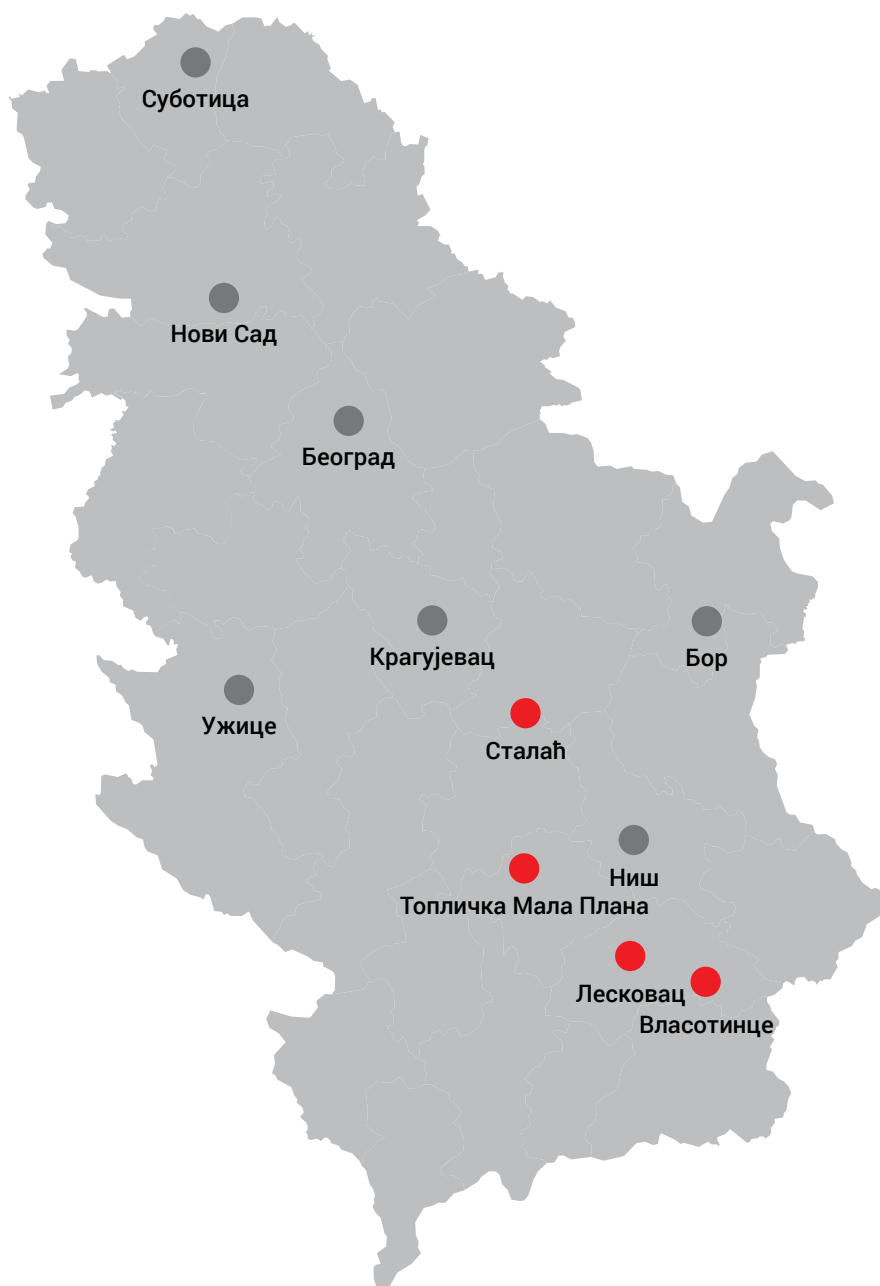 Суботица
Нови Сад
Београд
Крагујевац
Бор
Ужице
Сталаћ
Ниш
Топличка Мала Плана
Лесковац
Власотинце